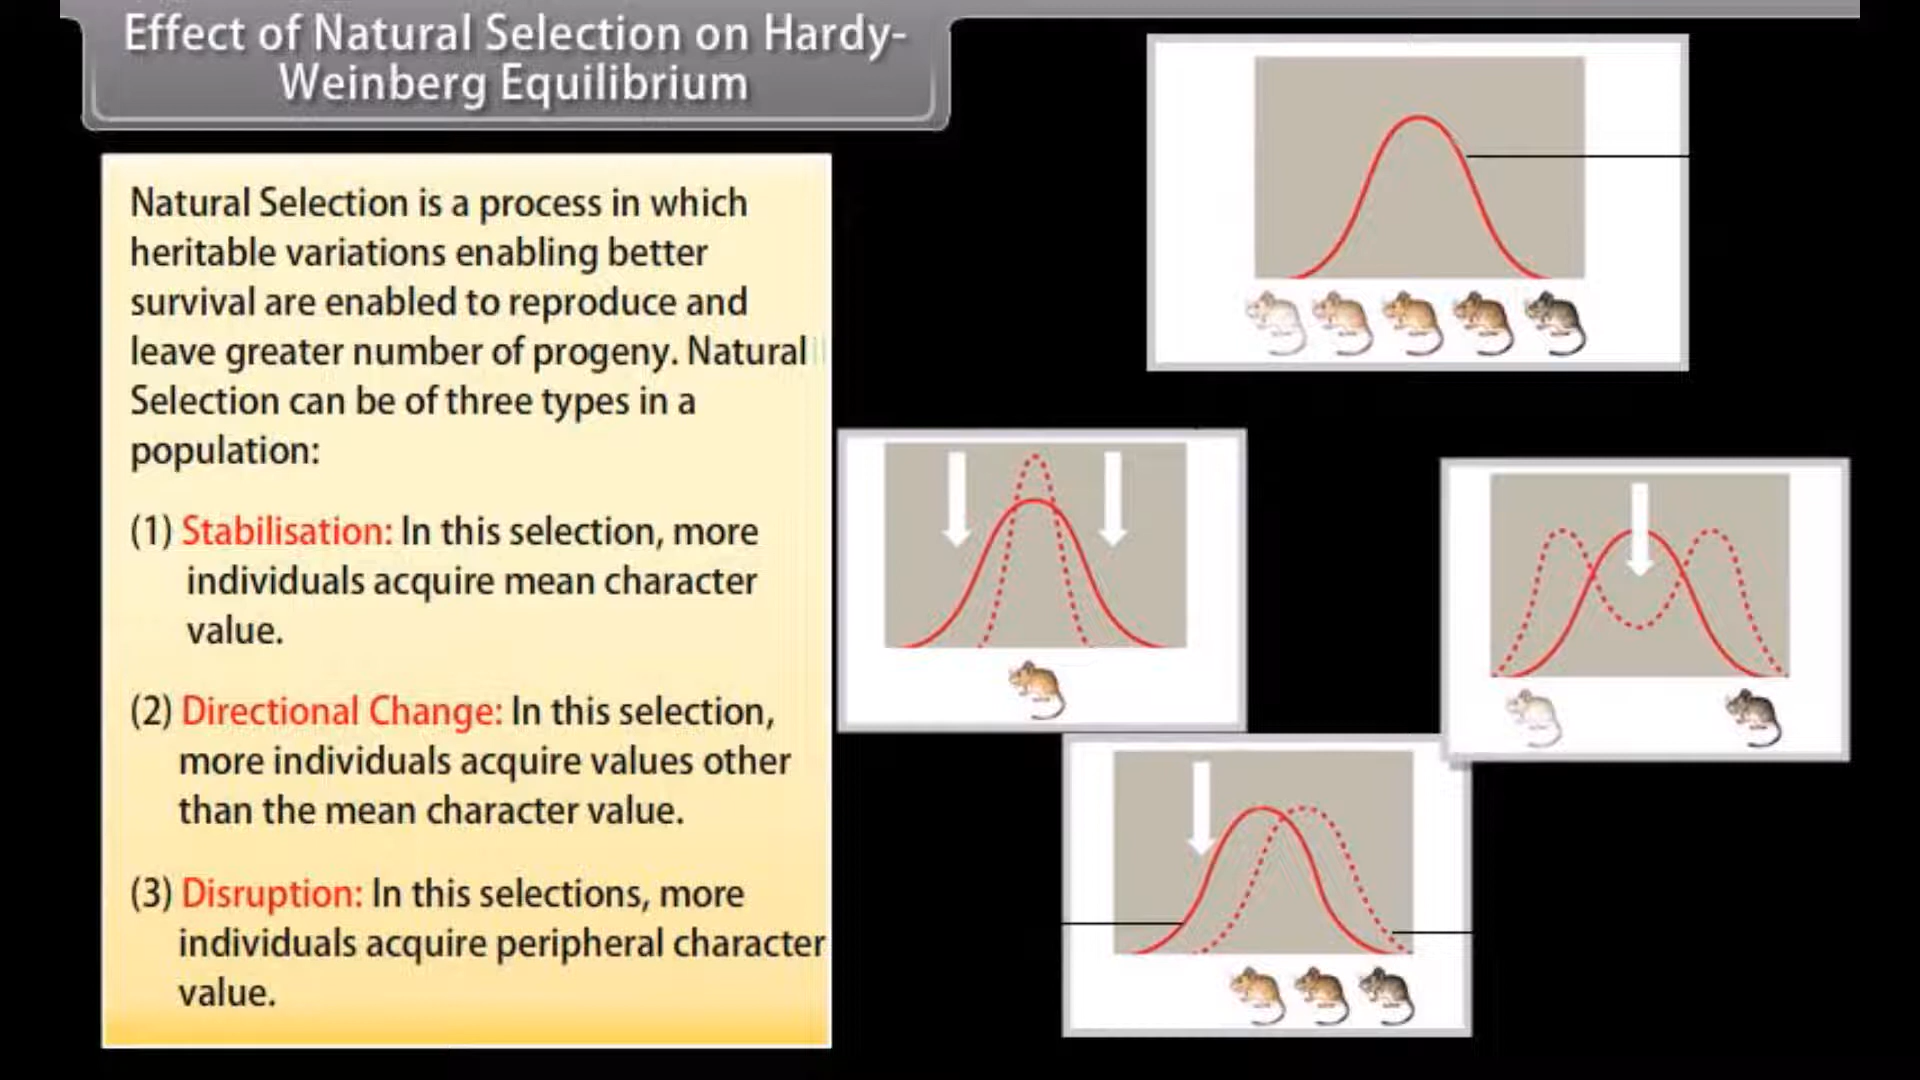 Effect of Natural Selection on Hardy-
Weinberg Equilibrium
Natural Selection is a process in which
heritable variations enabling better
survival are enabled to reproduce and
leave greater number of progeny. Natural
Selection can be of three types in a
population:
(1) Stabilisation: In this selection, more
individuals acquire mean character
value.
(2) Directional Change: In this selection,
more individuals acquire values other
than the mean character value.
(3) Disruption: In this selections, more
individuals acquire peripheral character
value.